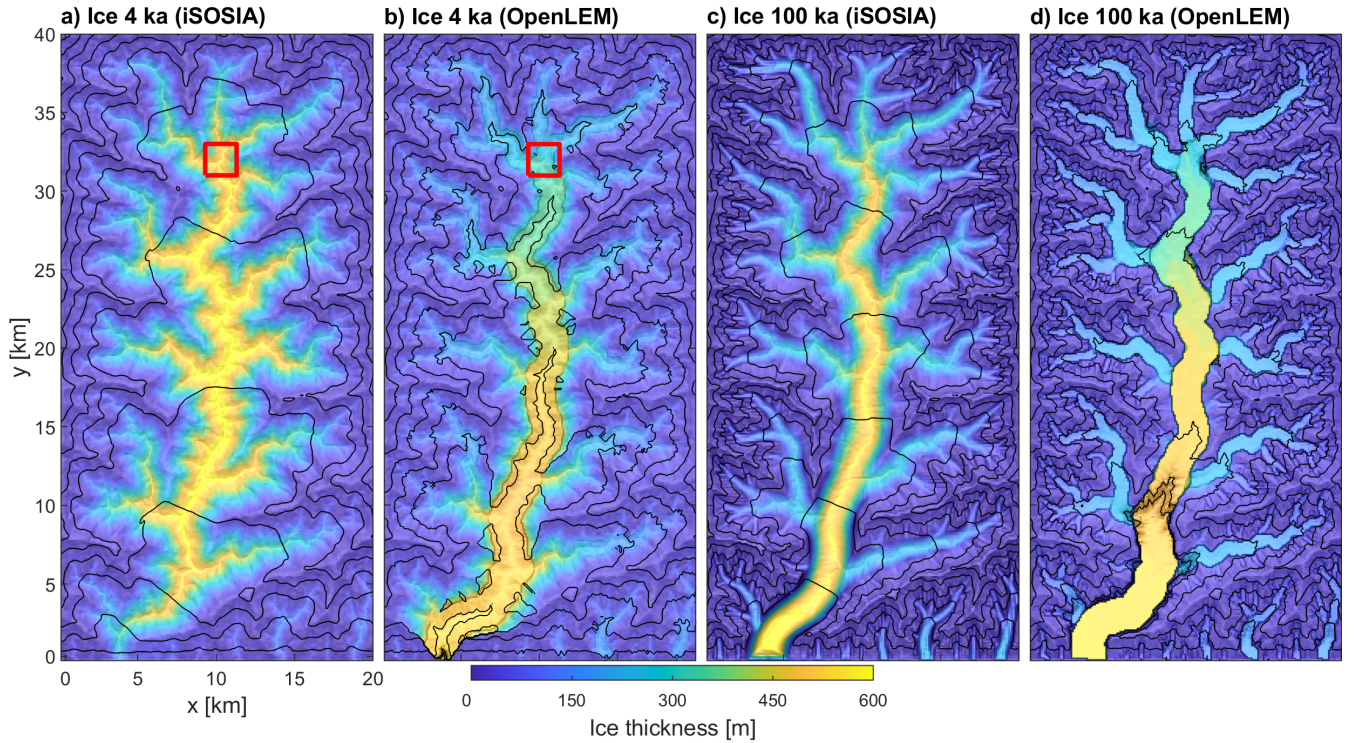 a) Ice 4 ka (iSOSIA) b) Ice 4 ka (OpenLEM) c) Ice 100 ka (iSOSIA) d) Ice 100 ka (OpenLEM)
40
35
30
25
20
15
10
5
0
y [km]
0 5 10 15 20
x [km]
0 150 300 450 600
Ice thickness [m]